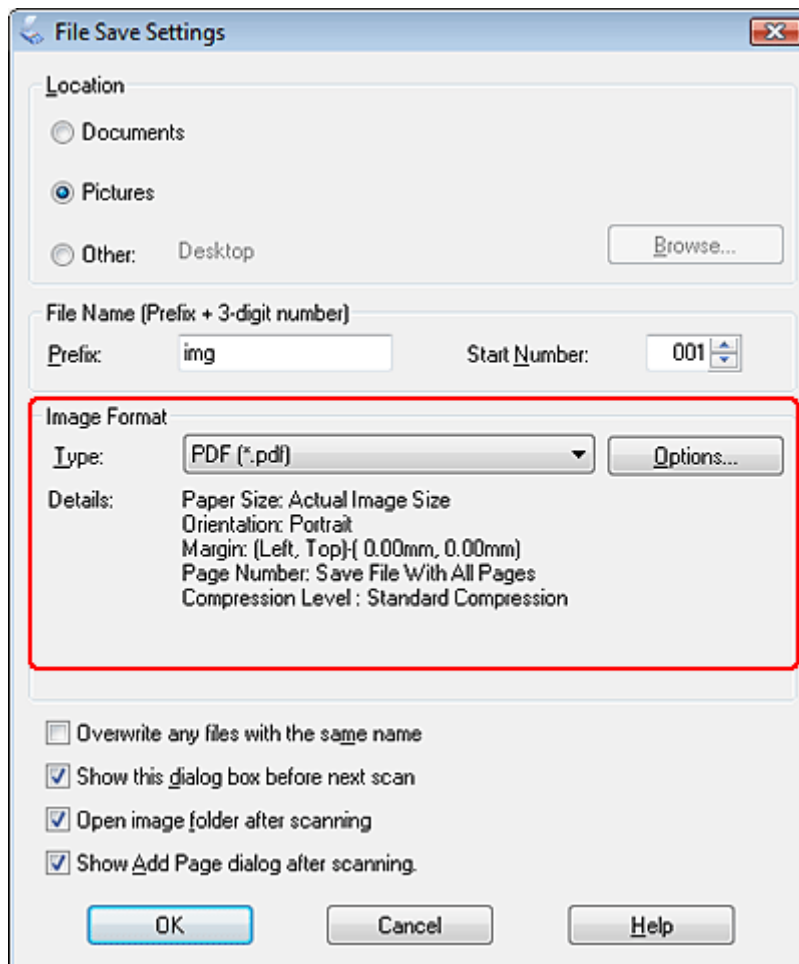 File Save Settings
Location
Documents
Pictures
Other: Desktop Browse...
File Name (Prefix + 3-digit number)
Prefix: img Start Number: 001
Image Format
Type: PDF (*.pdf) Options...
Details: Paper Size: Actual Image Size
Orientation: Portrait
Margin: (Left, Top)-( 0.00mm, 0.00mm)
Page Number: Save File With All Pages
Compression Level : Standard Compression
Overwrite any files with the same name
Show this dialog box before next scan
Open image folder after scanning
Show Add Page dialog after scanning.
OK Cancel Help